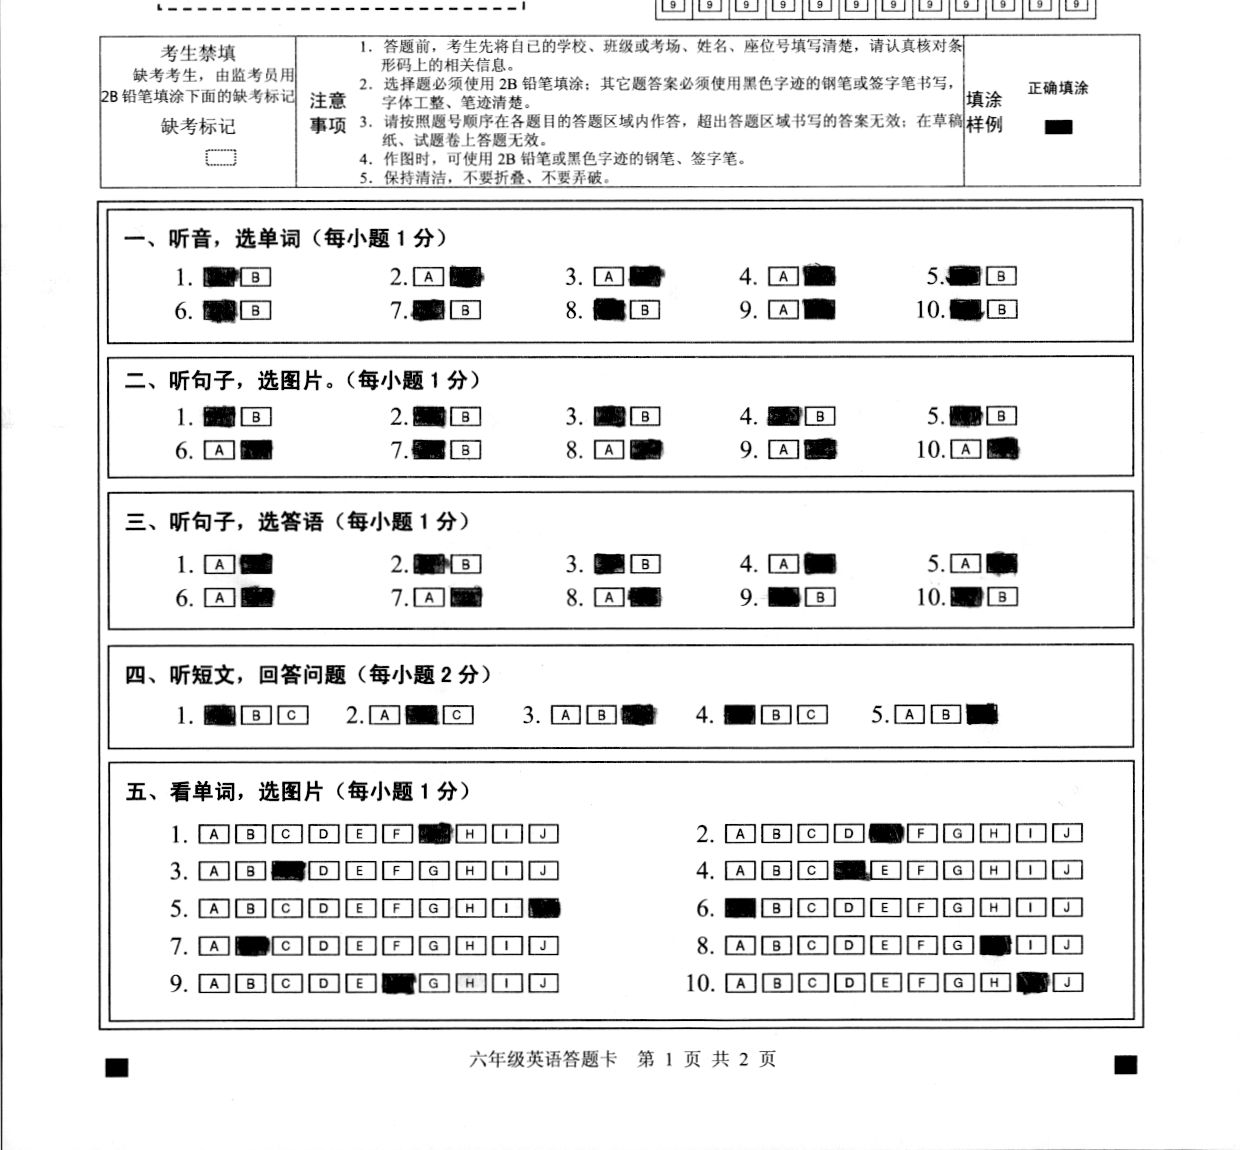 9 9 9 9 9 9 9 9 9 9 9 9
考生禁填
缺考考生，由监考员用
2B 铅笔填涂下面的缺考标记
缺考标记
注意
事项
1. 答题前，考生先将自己的学校、班级或考场、姓名、座位号填写清楚，请认真核对条
形码上的相关信息。
2. 选择题必须使用 2B 铅笔填涂；其它题答案必须使用黑色字迹的钢笔或签字笔书写，
字体工整、笔迹清楚。
3. 请按照题号顺序在各题目的答题区域内作答，超出答题区域书写的答案无效；在草稿
纸、试题卷上答题无效。
4. 作图时，可使用 2B 铅笔或黑色字迹的钢笔、签字笔。
5. 保持清洁，不要折叠、不要弄破。
填涂
样例
正确填涂
一、听音，选单词（每小题 1 分）
1. B 2. A 3. A 4. A 5. B
6. B 7. B 8. B 9. A 10. B
二、听句子，选图片。（每小题 1 分）
1. B 2. B 3. B 4. B 5. B
6. A 7. B 8. A 9. A 10. A
三、听句子，选答语（每小题 1 分）
1. A 2. B 3. B 4. A 5. A
6. A 7. A 8. A 9. B 10. B
四、听短文，回答问题（每小题 2 分）
1. B C 2. A C 3. A B 4. B C 5. A B
五、看单词，选图片（每小题 1 分）
1. A B C D E F H I J 2. A B C D F G H I J
3. A B D E F G H I J 4. A B C E F G H I J
5. A B C D E F G H I 6. B C D E F G H I J
7. A C D E F G H I J 8. A B C D E F G I J
9. A B C D E G H I J 10. A B C D E F G H J
六年级英语答题卡 第 1 页 共 2 页